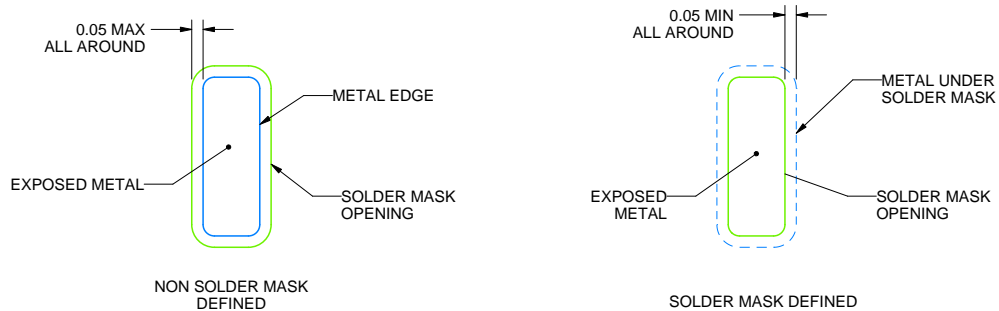 0.05 MAX
ALL AROUND
METAL EDGE
EXPOSED METAL
SOLDER MASK
OPENING
NON SOLDER MASK
DEFINED
0.05 MIN
ALL AROUND
METAL UNDER
SOLDER MASK
EXPOSED
METAL
SOLDER MASK
OPENING
SOLDER MASK DEFINED